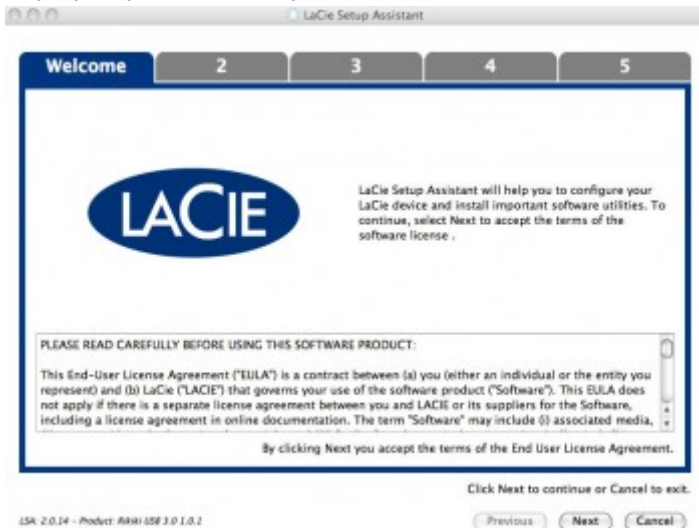 LaCie Setup Assistant
Welcome 2 3 4 5
LACIE
LaCie Setup Assistant will help you to configure your
LaCie device and install important software utilities. To
continue, select Next to accept the terms of the
software license .
PLEASE READ CAREFULLY BEFORE USING THIS SOFTWARE PRODUCT:
This End-User License Agreement ("EULA") is a contract between (a) you (either an individual or the entity you
represent) and (b) LaCie ("LACIE") that governs your use of the software product ("Software"). This EULA does
not apply if there is a separate license agreement between you and LACIE or its suppliers for the Software,
including a license agreement in online documentation. The term "Software" may include (i) associated media,
By clicking Next you accept the terms of the End User License Agreement.
Click Next to continue or Cancel to exit.
LSA: 2.0.14 - Product: Rikiki USB 3.0 1.0.2
Previous Next Cancel